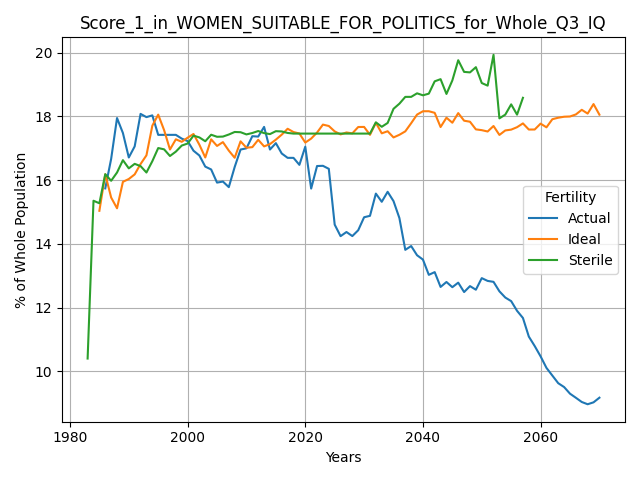 Score_1_in_WOMEN_SUITABLE_FOR_POLITICS_for_Whole_Q3_IQ
% of Whole Population
20
18
16
14
12
10
Fertility
Actual
Ideal
Sterile
1980
2000
2020
2040
2060
Years